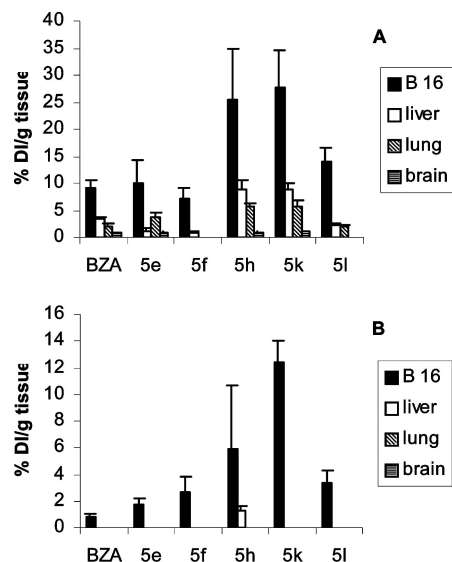 A
% DI/g tissue
40
35
30
25
20
15
10
5
0
BZA 5e 5f 5h 5k 5l
B 16
liver
lung
brain
B
% DI/g tissue
16
14
12
10
8
6
4
2
0
BZA 5e 5f 5h 5k 5l
B 16
liver
lung
brain